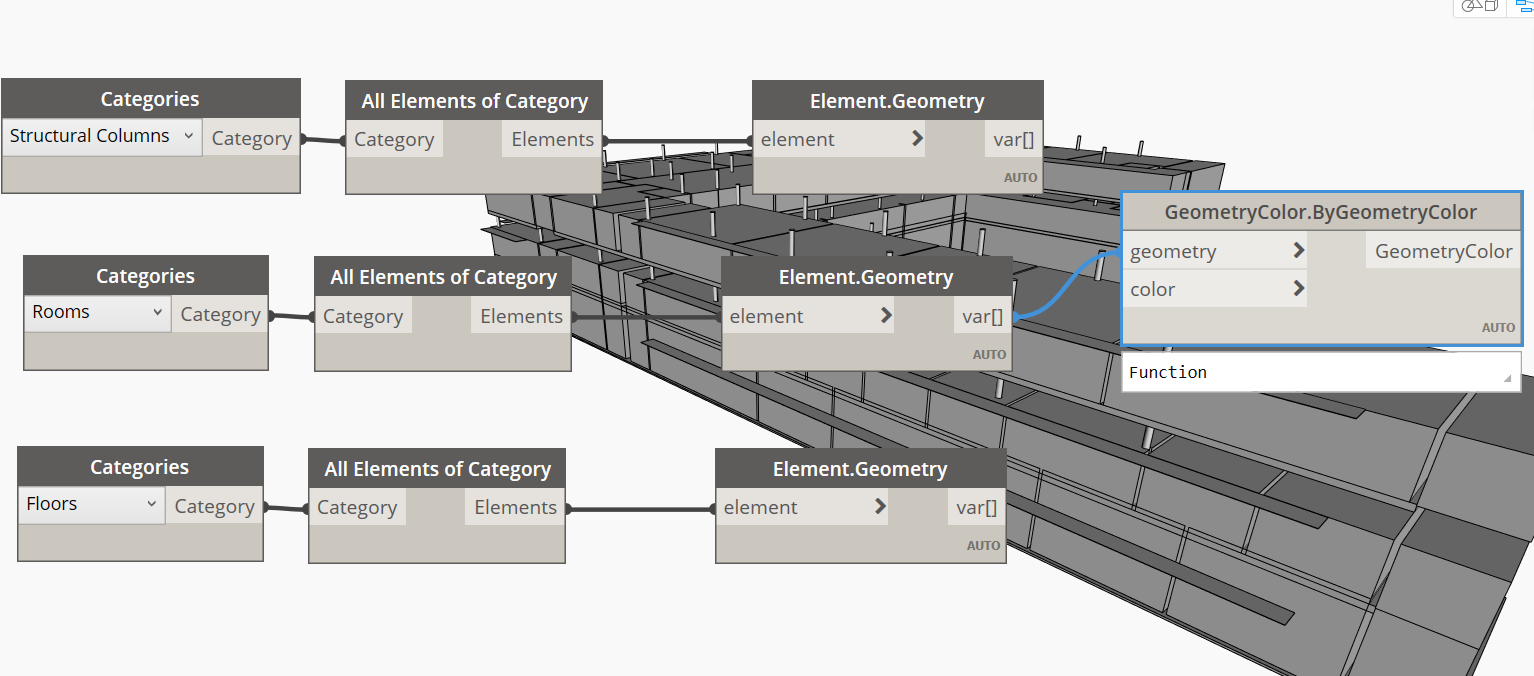 Categories
Structural Columns
Category
All Elements of Category
Category
Elements
Element.Geometry
element
var[]
AUTO
GeometryColor.ByGeometryColor
geometry
GeometryColor
color
AUTO
Function
Categories
Rooms
Category
All Elements of Category
Category
Elements
Element.Geometry
element
var[]
AUTO
Categories
Floors
Category
All Elements of Category
Category
Elements
Element.Geometry
element
var[]
AUTO